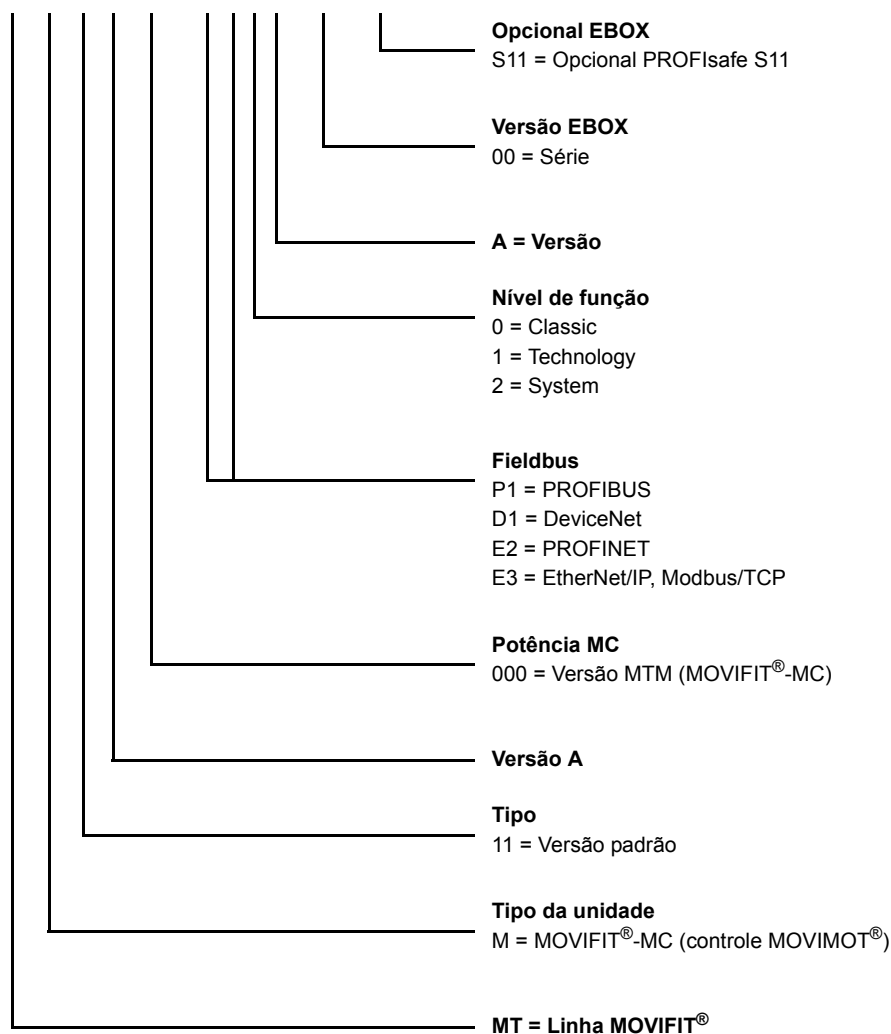 Opcional EBOX
S11 = Opcional PROFIsafe S11
Versão EBOX
00 = Série
A = Versão
Nível de função
0 = Classic
1 = Technology
2 = System
Fieldbus
P1 = PROFIBUS
D1 = DeviceNet
E2 = PROFINET
E3 = EtherNet/IP, Modbus/TCP
Potência MC
000 = Versão MTM (MOVIFIT®-MC)
Versão A
Tipo
11 = Versão padrão
Tipo da unidade
M = MOVIFIT®-MC (controle MOVIMOT®)
MT = Linha MOVIFIT®